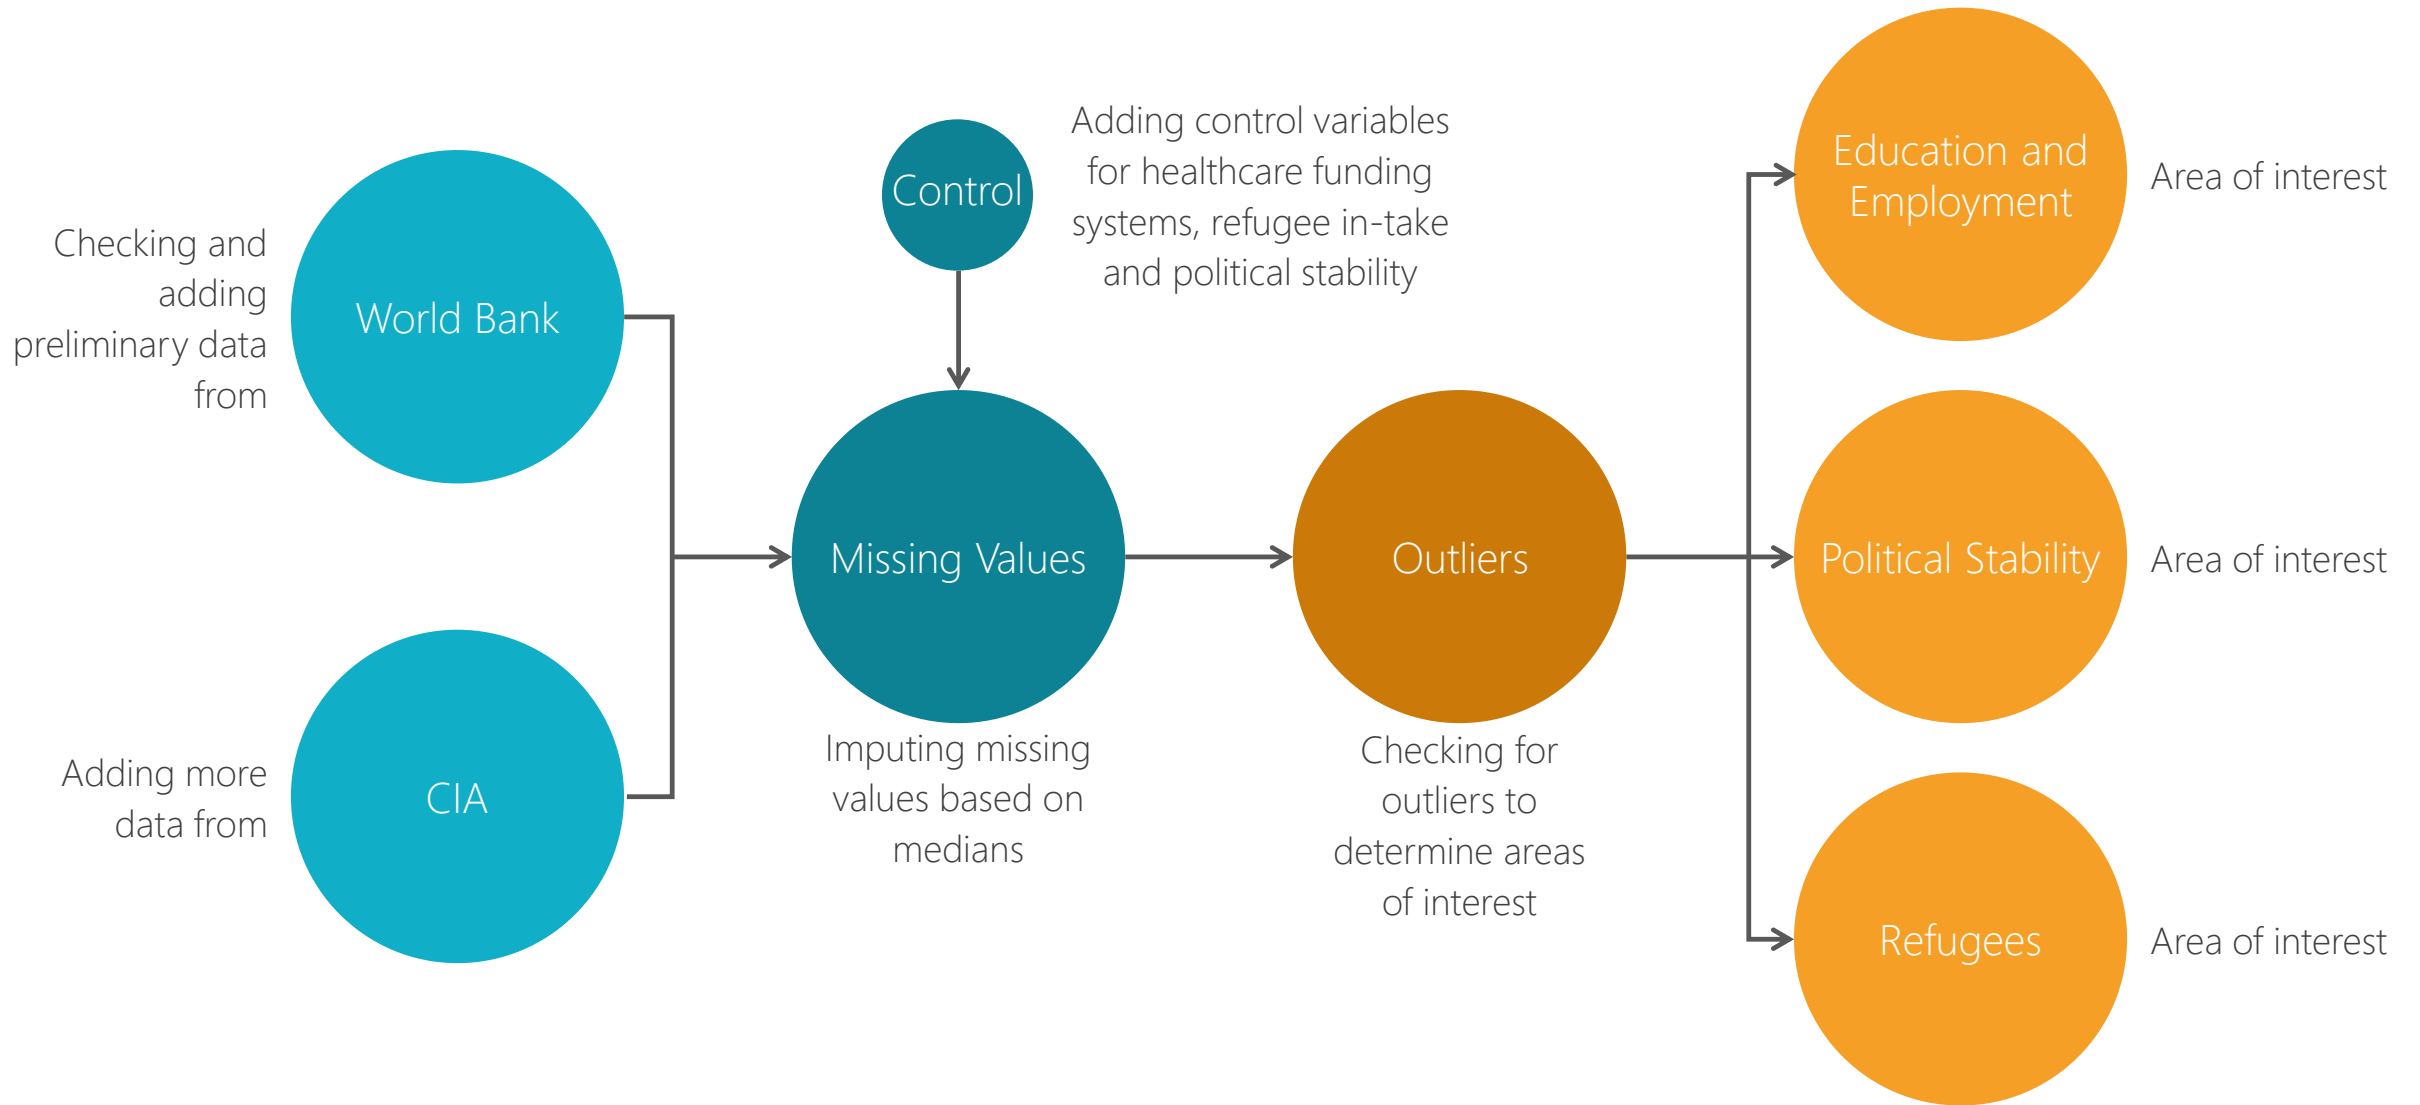 Checking and
adding
preliminary data
from
World Bank
Adding more
data from
CIA
Control
Adding control variables
for healthcare funding
systems, refugee in-take
and political stability
Missing Values
Imputing missing
values based on
medians
Outliers
Checking for
outliers to
determine areas
of interest
Education and
Employment
Area of interest
Political Stability
Area of interest
Refugees
Area of interest